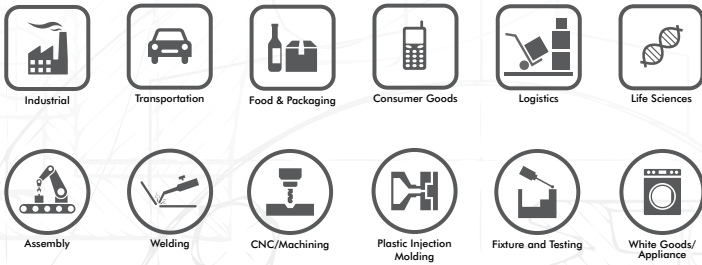 Industrial
Transportation
Food & Packaging
Consumer Goods
Logistics
Life Sciences
Assembly
Welding
CNC/Machining
Plastic Injection
Molding
Fixture and Testing
White Goods/
Appliance